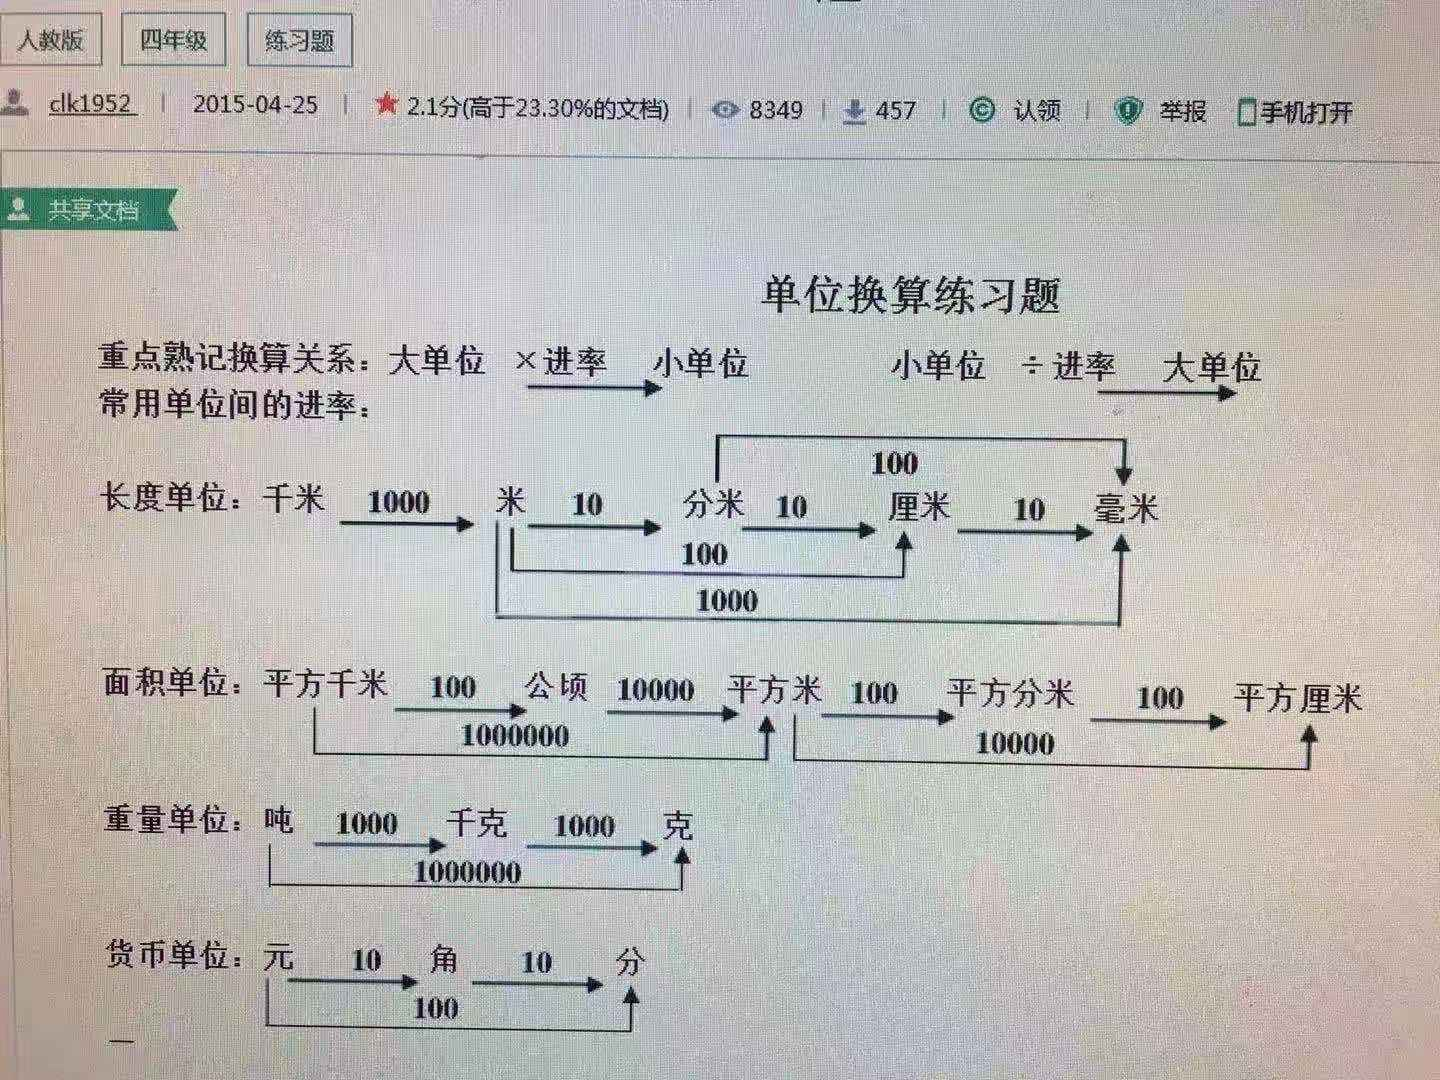 人教版 四年级 练习题
clk1952 2015-04-25 2.1分(高于23.30%的文档) 8349 457 认领 举报 手机打开
共享文档
单位换算练习题
重点熟记换算关系：大单位 ×进率 小单位 小单位 ÷进率 大单位
常用单位间的进率：
100
长度单位：千米 1000 米 10 分米 10 厘米 10 毫米
100
1000
面积单位：平方千米 100 公顷 10000 平方米 100 平方分米 100 平方厘米
1000000 10000
重量单位：吨 1000 千克 1000 克
1000000
货币单位：元 10 角 10 分
100